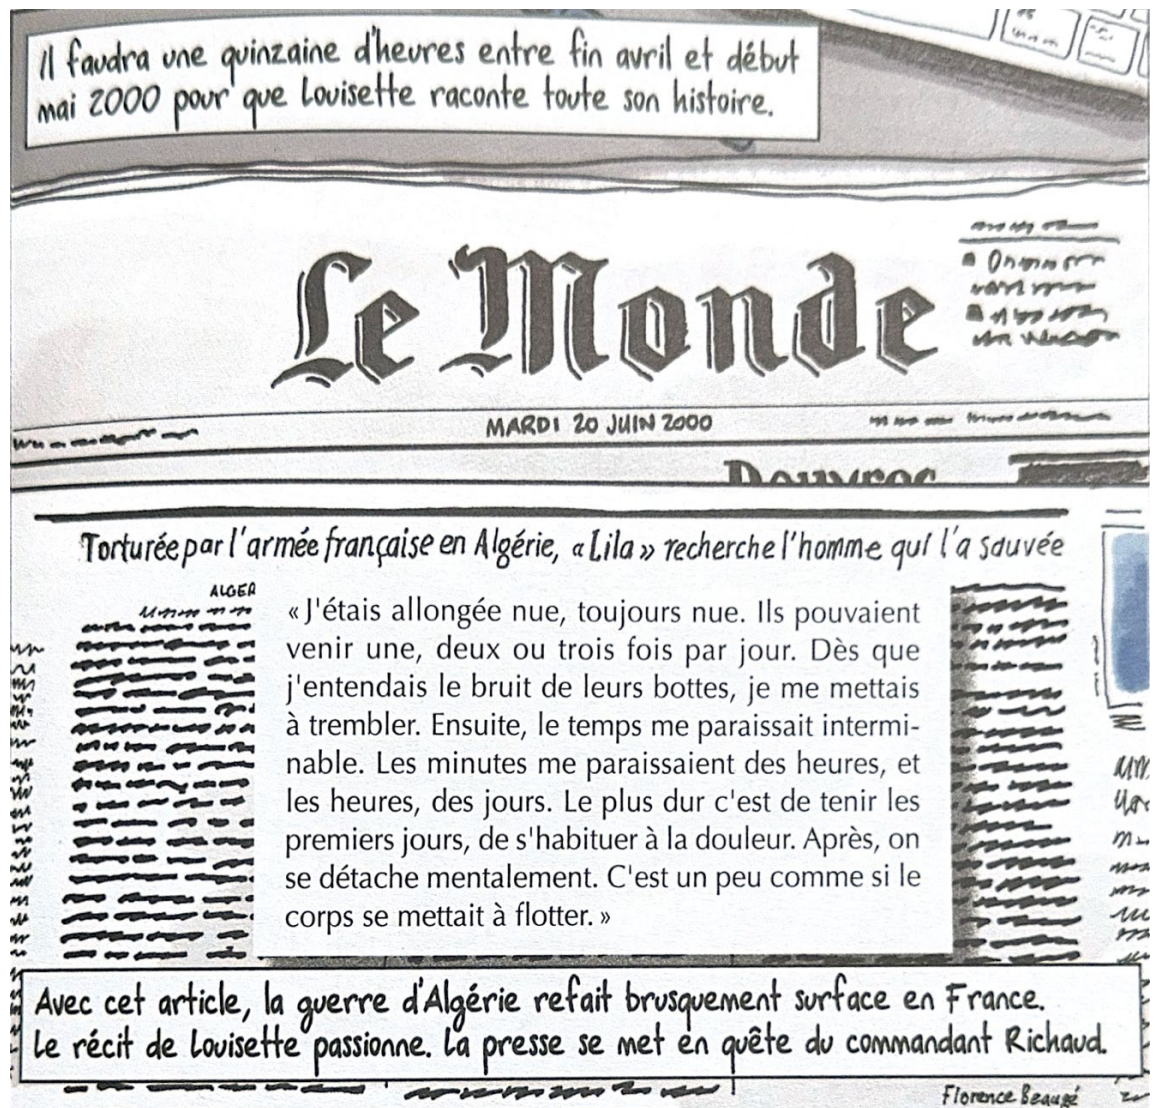 Il faudra une quinzaine d'heures entre fin avril et début
mai 2000 pour que Louisette raconte toute son histoire.
Le Monde
MARDI 20 JUIN 2000
Torturée par l'armée française en Algérie, « Lila » recherche l'homme qui l'a sauvée
ALGER
« J'étais allongée nue, toujours nue. Ils pouvaient
venir une, deux ou trois fois par jour. Dès que
j'entendais le bruit de leurs bottes, je me mettais
à trembler. Ensuite, le temps me paraissait intermi-
nable. Les minutes me paraissaient des heures, et
les heures, des jours. Le plus dur c'est de tenir les
premiers jours, de s'habituer à la douleur. Après, on
se détache mentalement. C'est un peu comme si le
corps se mettait à flotter. »
Avec cet article, la guerre d'Algérie refait brusquement surface en France.
Le récit de Louisette passionne. La presse se met en quête du commandant Richaud.
Florence Beaugé